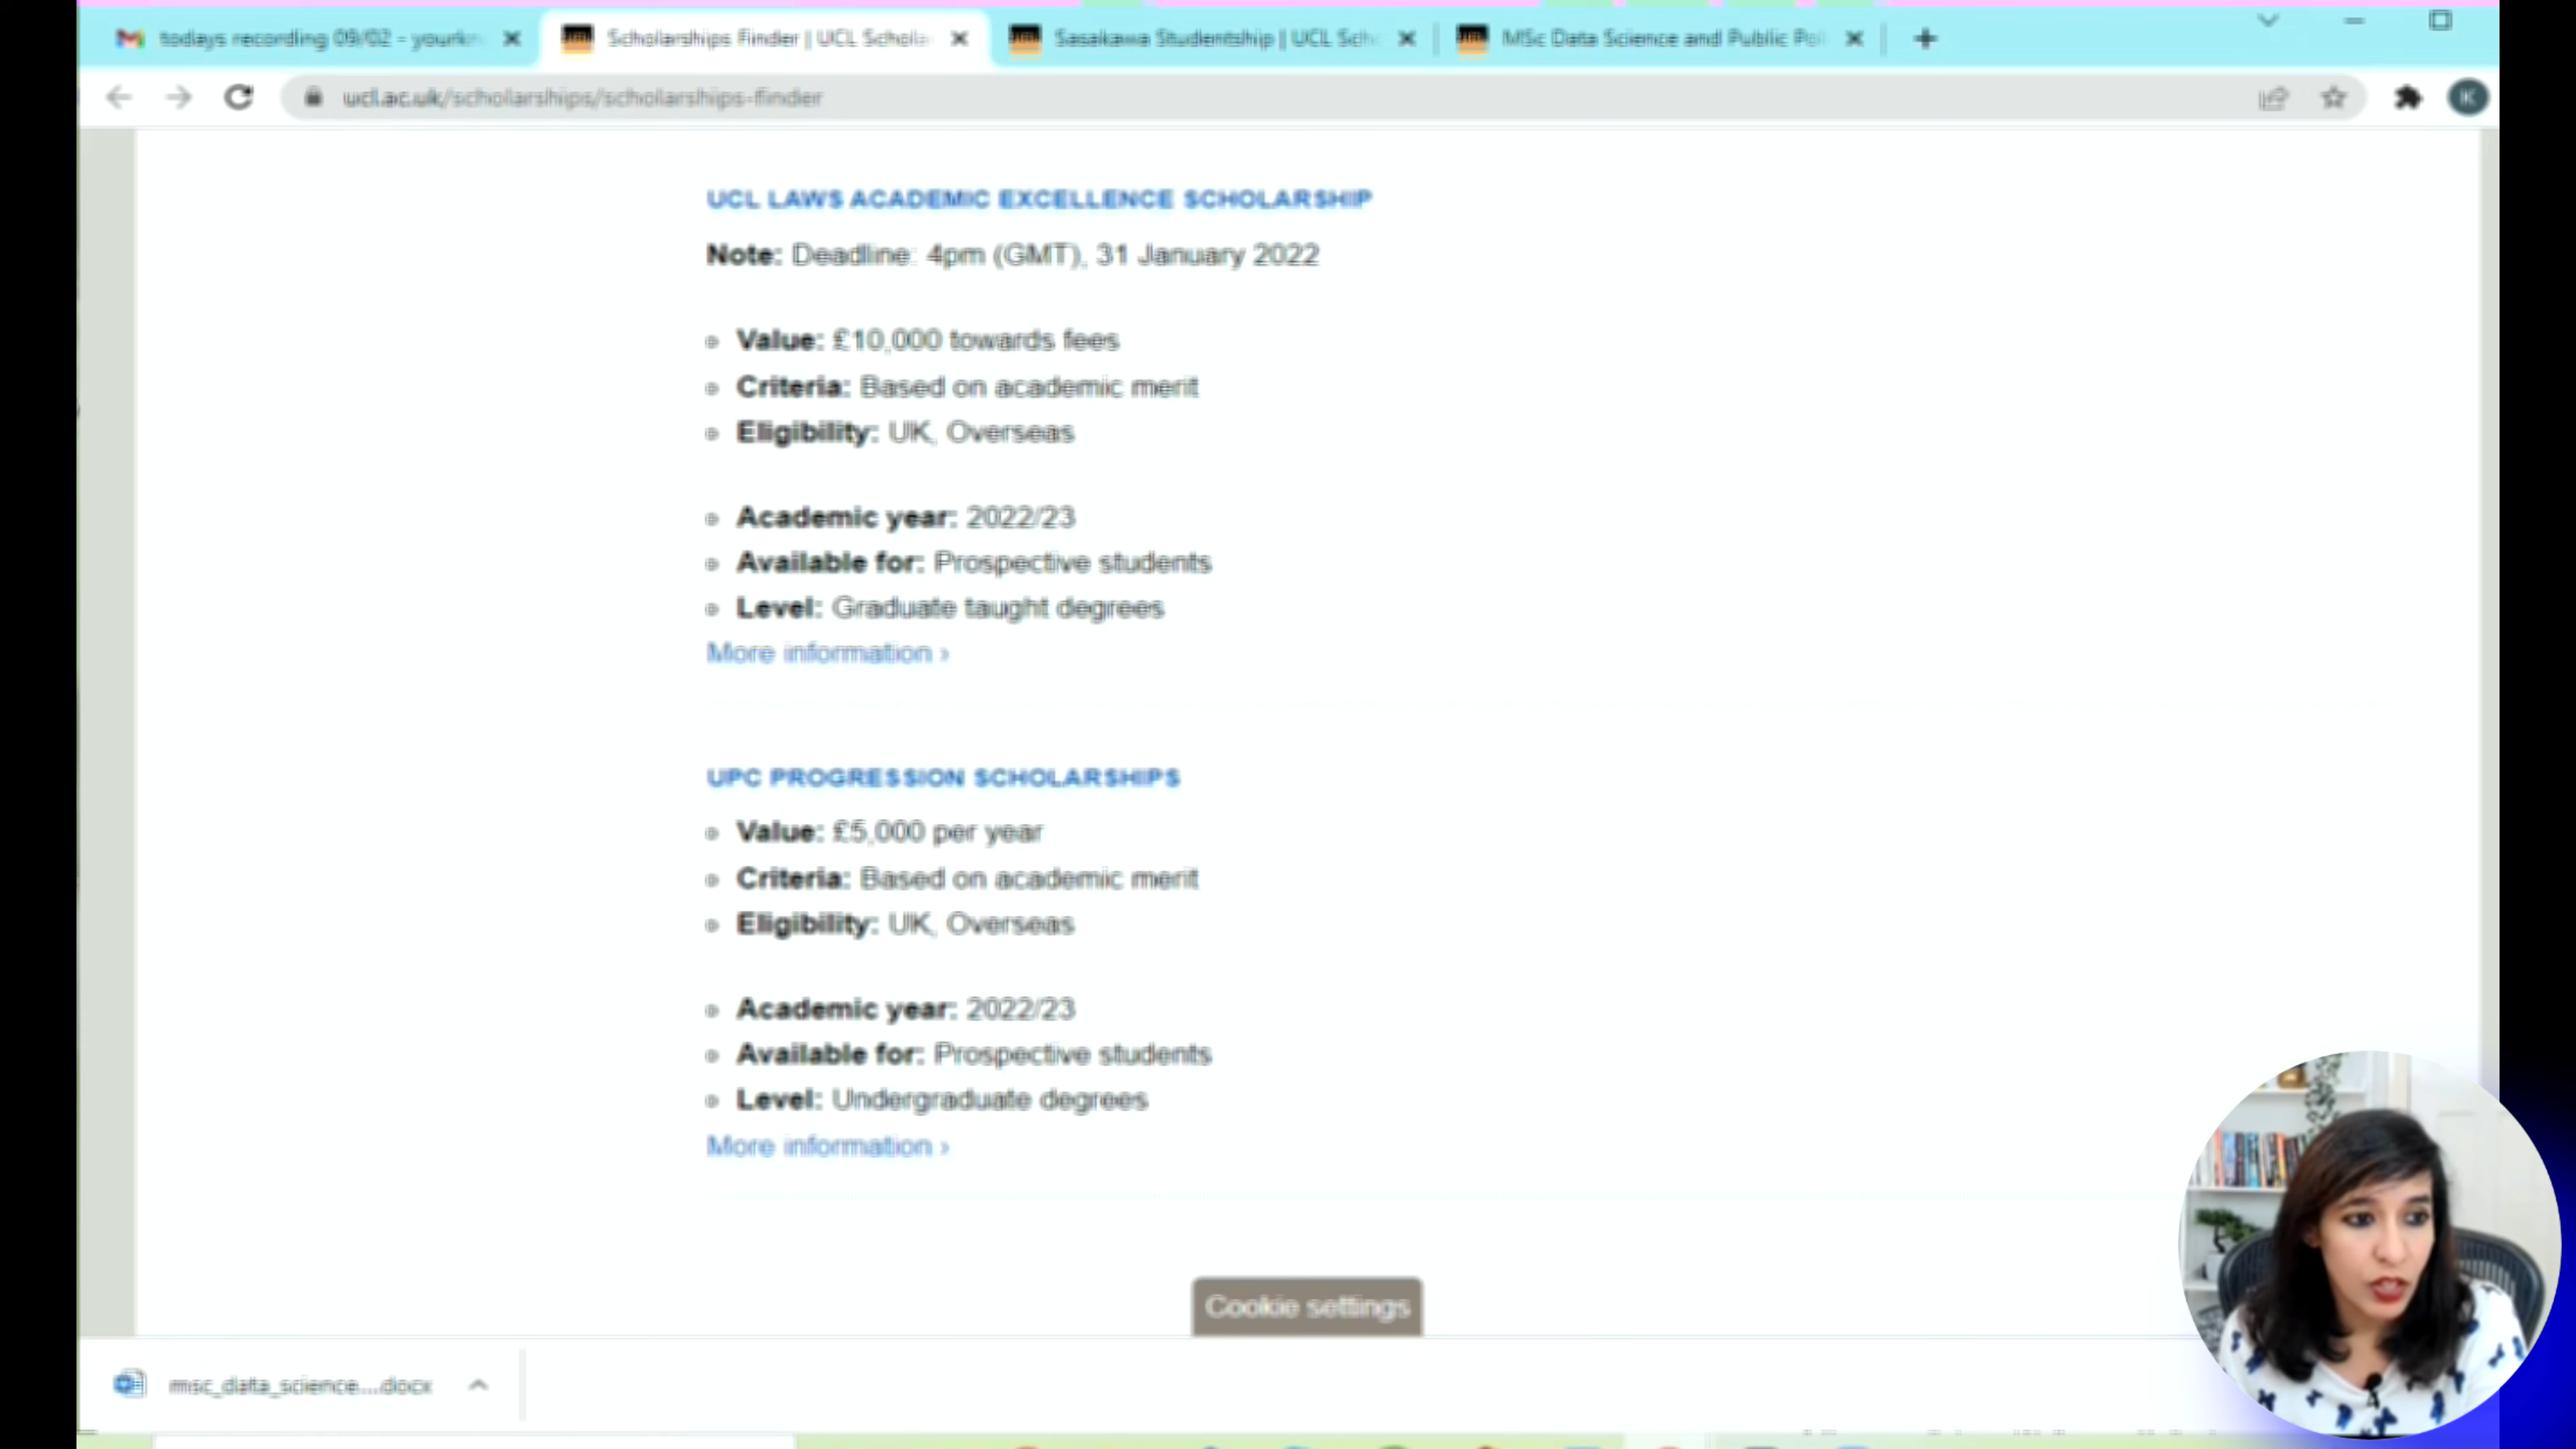 todays recording 09/02 - yourkn
Scholarships Finder | UCL Schola
Sasakawa Studentship | UCL Sch
MSc Data Science and Public Pol
ucl.ac.uk/scholarships/scholarships-finder
K
UCL LAWS ACADEMIC EXCELLENCE SCHOLARSHIP
Note: Deadline: 4pm (GMT), 31 January 2022
Value: £10,000 towards fees
Criteria: Based on academic merit
Eligibility: UK, Overseas
Academic year: 2022/23
Available for: Prospective students
Level: Graduate taught degrees
More information ›
UPC PROGRESSION SCHOLARSHIPS
Value: £5,000 per year
Criteria: Based on academic merit
Eligibility: UK, Overseas
Academic year: 2022/23
Available for: Prospective students
Level: Undergraduate degrees
More information ›
Cookie settings
msc_data_science....docx